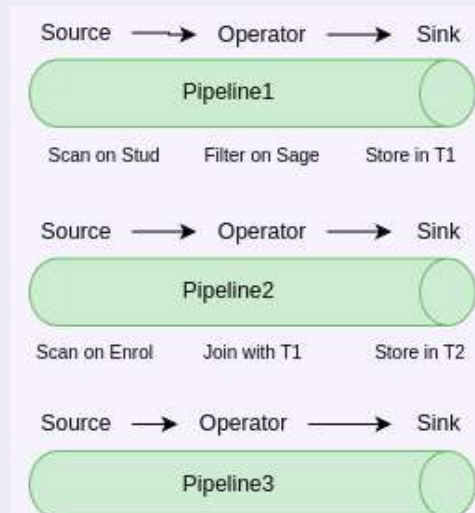 Source Operator Sink
Pipeline1
Scan on Stud Filter on Sage Store in T1
Source Operator Sink
Pipeline2
Scan on Enrol Join with T1 Store in T2
Source Operator Sink
Pipeline3